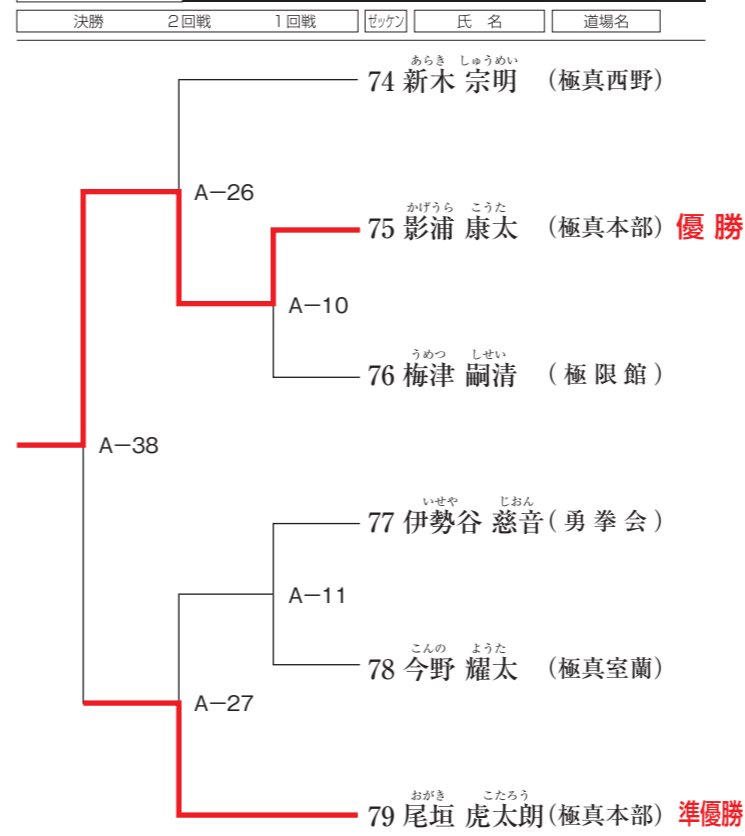 決勝 2回戦 1回戦 ゼッケン 氏 名 道場名
あらき しゅうめい
74 新木 宗明 (極真西野)
A-26
かげうら こうた
75 影浦 康太 (極真本部) 優 勝
A-10
うめつ しせい
76 梅津 嗣清 (極限館)
A-38
いせや じおん
77 伊勢谷 慈音 (勇拳会)
A-11
こんの ようた
78 今野 耀太 (極真室蘭)
A-27
おがき こたろう
79 尾垣 虎太朗 (極真本部) 準優勝